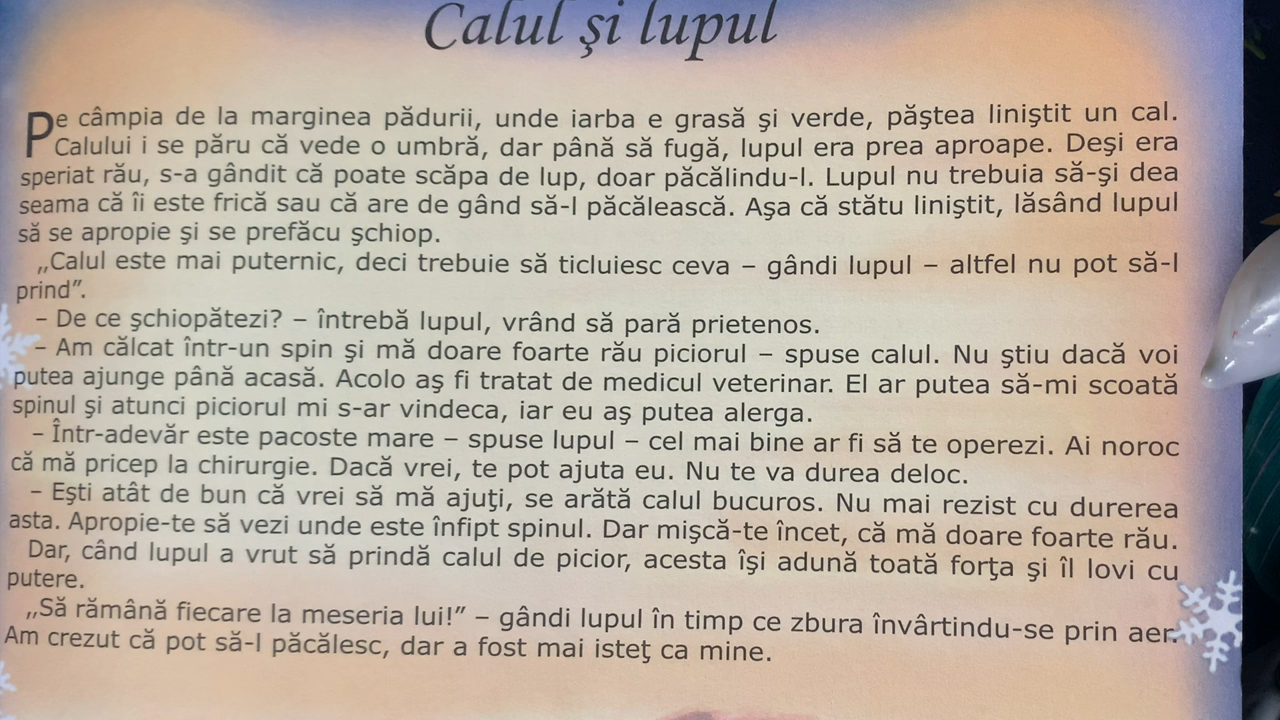 Calul şi lupul
Pe câmpia de la marginea pădurii, unde iarba e grasă şi verde, păştea liniştit un cal.
Calului i se păru că vede o umbră, dar până să fugă, lupul era prea aproape. Deşi era
speriat rău, s-a gândit că poate scăpa de lup, doar păcălindu-l. Lupul nu trebuia să-şi dea
seama că îi este frică sau că are de gând să-l păcălească. Aşa că stătu liniştit, lăsând lupul
să se apropie şi se prefăcu şchiop.
„Calul este mai puternic, deci trebuie să ticluiesc ceva – gândi lupul – altfel nu pot să-l
prind”.
– De ce şchiopătezi? – întrebă lupul, vrând să pară prietenos.
– Am călcat într-un spin şi mă doare foarte rău piciorul – spuse calul. Nu ştiu dacă voi
putea ajunge până acasă. Acolo aş fi tratat de medicul veterinar. El ar putea să-mi scoată
spinul şi atunci piciorul mi s-ar vindeca, iar eu aş putea alerga.
– Într-adevăr este pacoste mare – spuse lupul – cel mai bine ar fi să te operezi. Ai noroc
că mă pricep la chirurgie. Dacă vrei, te pot ajuta eu. Nu te va durea deloc.
– Eşti atât de bun că vrei să mă ajuţi, se arătă calul bucuros. Nu mai rezist cu durerea
asta. Apropie-te să vezi unde este înfipt spinul. Dar mişcă-te încet, că mă doare foarte rău.
Dar, când lupul a vrut să prindă calul de picior, acesta îşi adună toată forţa şi îl lovi cu
putere.
„Să rămână fiecare la meseria lui!” – gândi lupul în timp ce zbura învârtindu-se prin aer.
Am crezut că pot să-l păcălesc, dar a fost mai isteţ ca mine.